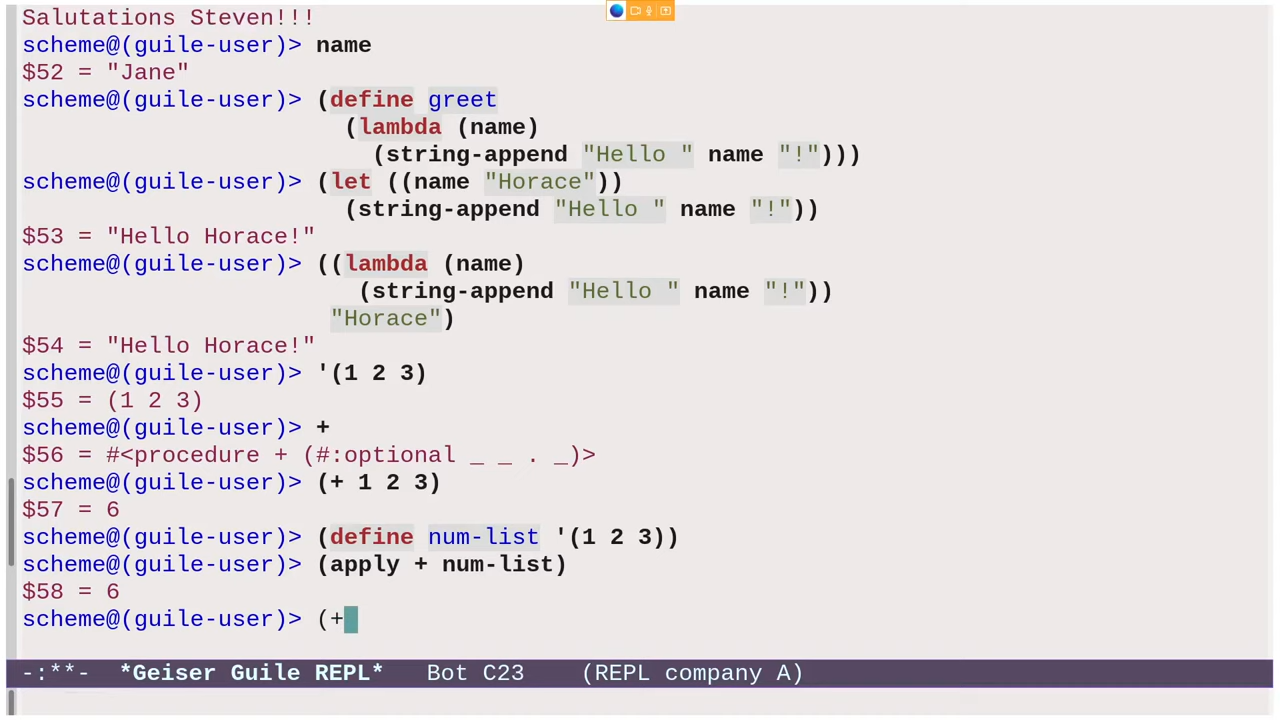 Salutations Steven!!!
scheme@(guile-user)> name
$52 = "Jane"
scheme@(guile-user)> (define greet
(lambda (name)
(string-append "Hello " name "!")))
scheme@(guile-user)> (let ((name "Horace"))
(string-append "Hello " name "!"))
$53 = "Hello Horace!"
scheme@(guile-user)> ((lambda (name)
(string-append "Hello " name "!"))
"Horace")
$54 = "Hello Horace!"
scheme@(guile-user)> '(1 2 3)
$55 = (1 2 3)
scheme@(guile-user)> +
$56 = #<procedure + (#:optional _ _ . _)>
scheme@(guile-user)> (+ 1 2 3)
$57 = 6
scheme@(guile-user)> (define num-list '(1 2 3))
scheme@(guile-user)> (apply + num-list)
$58 = 6
scheme@(guile-user)> (+
-:**-  *Geiser Guile REPL*   Bot C23    (REPL company A)